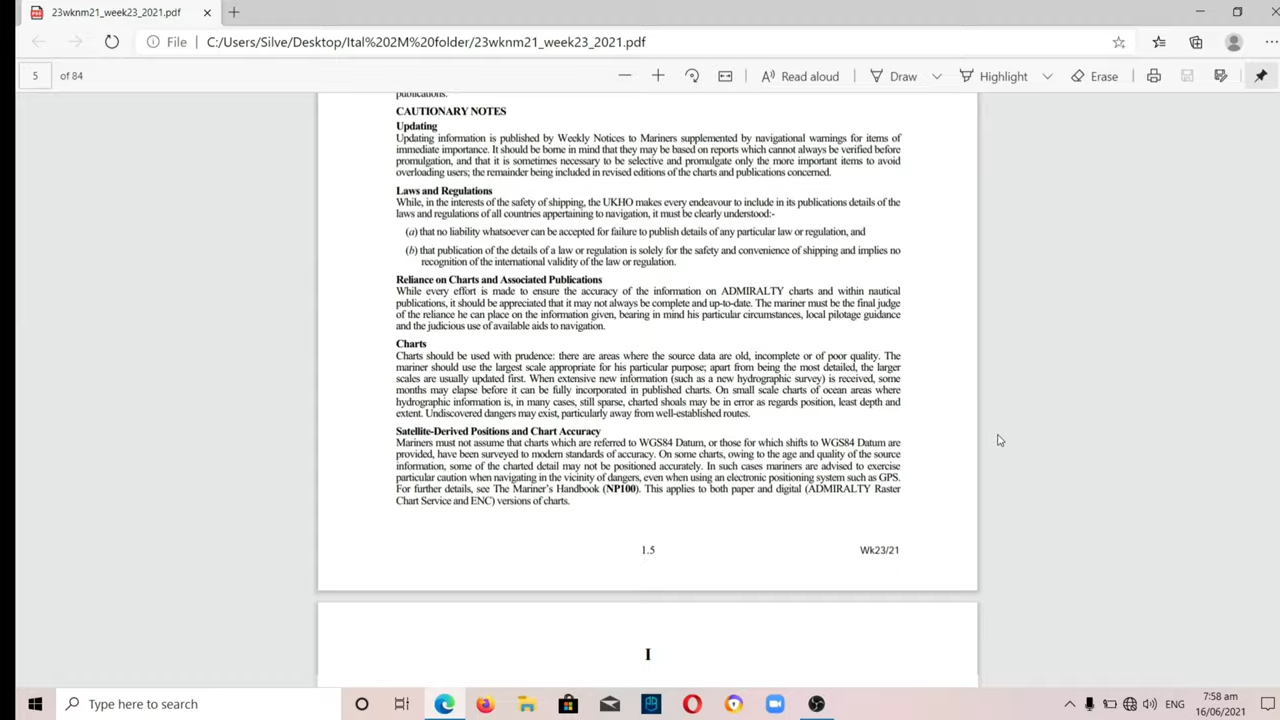 23wknm21_week23_2021.pdf
File
C:/Users/Silve/Desktop/Ital%202M%20folder/23wknm21_week23_2021.pdf
5 of 84
Read aloud
Draw
Highlight
Erase
publications.
CAUTIONARY NOTES
Updating
Updating information is published by Weekly Notices to Mariners supplemented by navigational warnings for items of
immediate importance. It should be borne in mind that they may be based on reports which cannot always be verified before
promulgation, and that it is sometimes necessary to be selective and promulgate only the more important items to avoid
overloading users; the remainder being included in revised editions of the charts and publications concerned.
Laws and Regulations
While, in the interests of the safety of shipping, the UKHO makes every endeavour to include in its publications details of the
laws and regulations of all countries appertaining to navigation, it must be clearly understood:-
(a) that no liability whatsoever can be accepted for failure to publish details of any particular law or regulation, and
(b) that publication of the details of a law or regulation is solely for the safety and convenience of shipping and implies no
recognition of the international validity of the law or regulation.
Reliance on Charts and Associated Publications
While every effort is made to ensure the accuracy of the information on ADMIRALTY charts and within nautical
publications, it should be appreciated that it may not always be complete and up-to-date. The mariner must be the final judge
of the reliance he can place on the information given, bearing in mind his particular circumstances, local pilotage guidance
and the judicious use of available aids to navigation.
Charts
Charts should be used with prudence: there are areas where the source data are old, incomplete or of poor quality. The
mariner should use the largest scale appropriate for his particular purpose; apart from being the most detailed, the larger
scales are usually updated first. When extensive new information (such as a new hydrographic survey) is received, some
months may elapse before it can be fully incorporated in published charts. On small scale charts of ocean areas where
hydrographic information is, in many cases, still sparse, charted shoals may be in error as regards position, least depth and
extent. Undiscovered dangers may exist, particularly away from well-established routes.
Satellite-Derived Positions and Chart Accuracy
Mariners must not assume that charts which are referred to WGS84 Datum, or those for which shifts to WGS84 Datum are
provided, have been surveyed to modern standards of accuracy. On some charts, owing to the age and quality of the source
information, some of the charted detail may not be positioned accurately. In such cases mariners are advised to exercise
particular caution when navigating in the vicinity of dangers, even when using an electronic positioning system such as GPS.
For further details, see The Mariner's Handbook (NP100). This applies to both paper and digital (ADMIRALTY Raster
Chart Service and ENC) versions of charts.
1.5
Wk23/21
I
Type here to search
ENG
7:58 am
16/06/2021